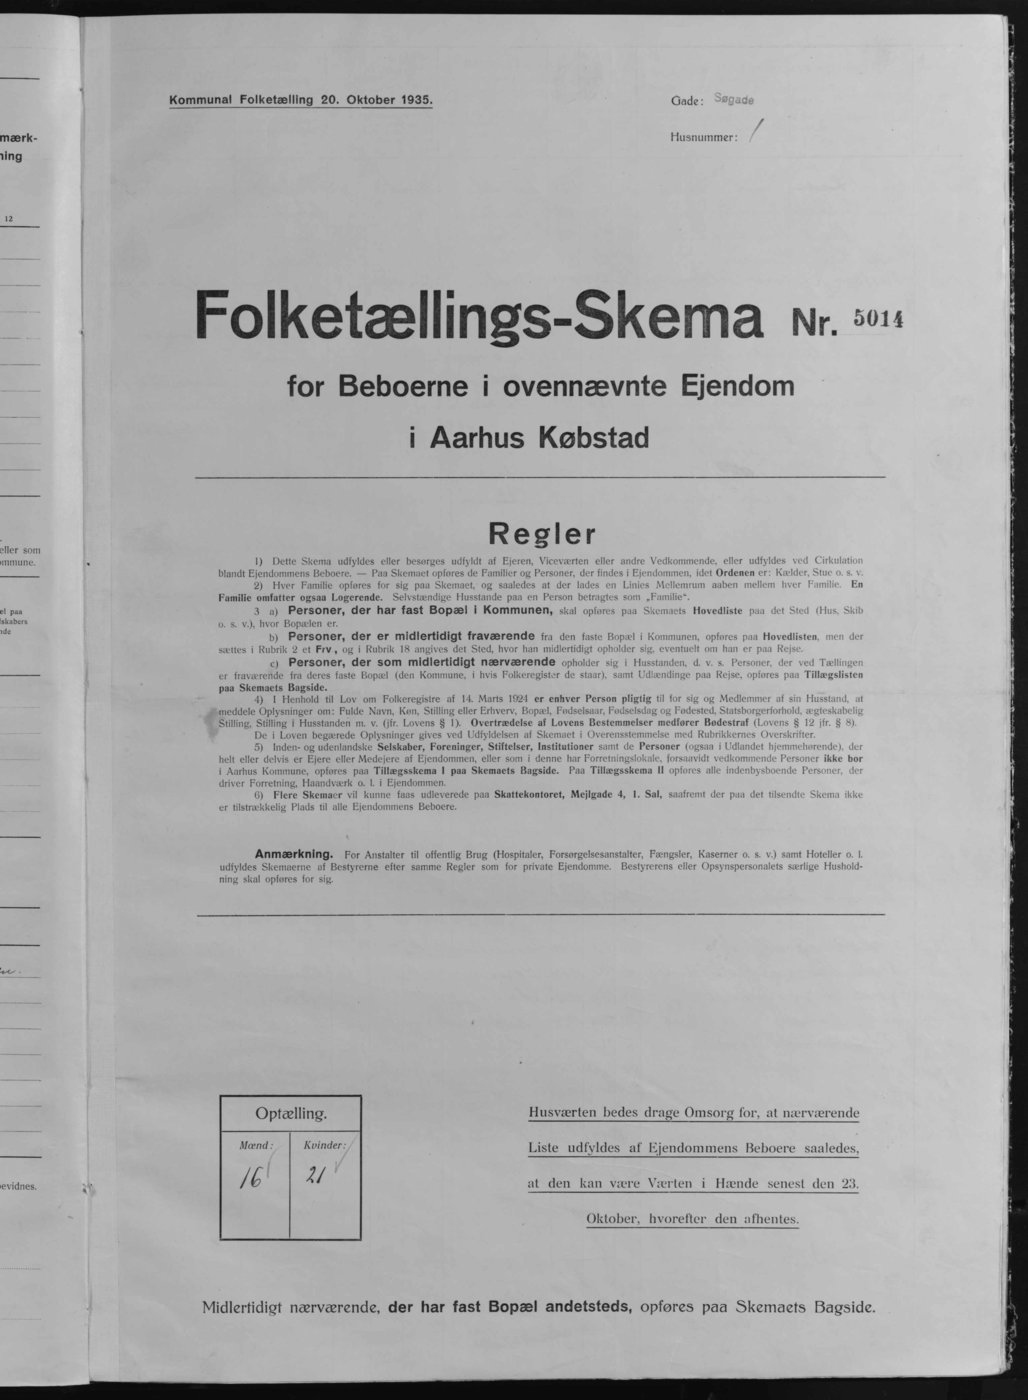 mærk-
ning
12
eller som
ommune.
el paa
lskabers
nde
evidnes.
Kommunal Folketælling 20. Oktober 1935.
Gade: Søgade
Husnummer: 1
Folketællings-Skema Nr. 5014
for Beboerne i ovennævnte Ejendom
i Aarhus Købstad
Regler
1) Dette Skema udfyldes eller besørges udfyldt af Ejeren, Viceværten eller andre Vedkommende, eller udfyldes ved Cirkulation
blandt Ejendommens Beboere. — Paa Skemaet opføres de Familier og Personer, der findes i Ejendommen, idet Ordenen er: Kælder, Stue o. s. v.
2) Hver Familie opføres for sig paa Skemaet, og saaledes at der lades en Linies Mellemrum aaben mellem hver Familie. En
Familie omfatter ogsaa Logerende. Selvstændige Husstande paa en Person betragtes som „Familie“.
3 a) Personer, der har fast Bopæl i Kommunen, skal opføres paa Skemaets Hovedliste paa det Sted (Hus, Skib
o. s. v.), hvor Bopælen er.
b) Personer, der er midlertidigt fraværende fra den faste Bopæl i Kommunen, opføres paa Hovedlisten, men der
sættes i Rubrik 2 et Frv., og i Rubrik 18 angives det Sted, hvor han midlertidigt opholder sig, eventuelt om han er paa Rejse.
c) Personer, der som midlertidigt nærværende opholder sig i Husstanden, d. v. s. Personer, der ved Tællingen
er fraværende fra deres faste Bopæl (den Kommune, i hvis Folkeregister de staar), samt Udlændinge paa Rejse, opføres paa Tillægslisten
paa Skemaets Bagside.
4) I Henhold til Lov om Folkeregistre af 14. Marts 1924 er enhver Person pligtig til for sig og Medlemmer af sin Husstand, at
meddele Oplysninger om: Fulde Navn, Køn, Stilling eller Erhverv, Bopæl, Fødselsaar, Fødselsdag og Fødested, Statsborgerforhold, ægteskabelig
Stilling, Stilling i Husstanden m. v. (jfr. Lovens § 1). Overtrædelse af Lovens Bestemmelser medfører Bødestraf (Lovens § 12 jfr. § 8).
De i Loven begærede Oplysninger gives ved Udfyldelsen af Skemaet i Overensstemmelse med Rubrikkernes Overskrifter.
5) Inden- og udenlandske Selskaber, Foreninger, Stiftelser, Institutioner samt de Personer (ogsaa i Udlandet hjemmehørende), der
helt eller delvis er Ejere eller Medejere af Ejendommen, eller som i denne har Forretningslokale, forsaavidt vedkommende Personer ikke bor
i Aarhus Kommune, opføres paa Tillægsskema I paa Skemaets Bagside. Paa Tillægsskema II opføres alle indenbysboende Personer, der
driver Forretning, Haandværk o. l. i Ejendommen.
6) Flere Skemaer vil kunne faas udleverede paa Skattekontoret, Mejlgade 4, 1. Sal, saafremt der paa det tilsendte Skema ikke
er tilstrækkelig Plads til alle Ejendommens Beboere.
Anmærkning. For Anstalter til offentlig Brug (Hospitaler, Forsørgelsesanstalter, Fængsler, Kaserner o. s. v.) samt Hoteller o. l.
udfyldes Skemaerne af Bestyrerne efter samme Regler som for private Ejendomme. Bestyrerens eller Opsynspersonalets særlige Hushold-
ning skal opføres for sig.
Optælling.
Mænd: Kvinder:
16 21
Husværten bedes drage Omsorg for, at nærværende
Liste udfyldes af Ejendommens Beboere saaledes,
at den kan være Værten i Hænde senest den 23.
Oktober, hvorefter den afhentes.
Midlertidigt nærværende, der har fast Bopæl andetsteds, opføres paa Skemaets Bagside.